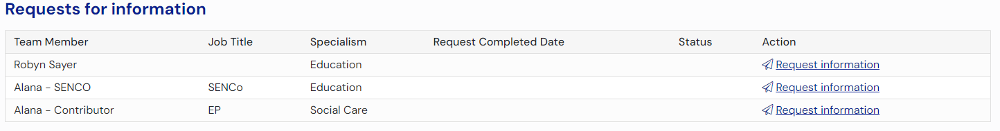 Requests for information
Team Member Job Title Specialism Request Completed Date Status Action
Robyn Sayer Education Request information
Alana - SENCO SENCo Education Request information
Alana - Contributor EP Social Care Request information